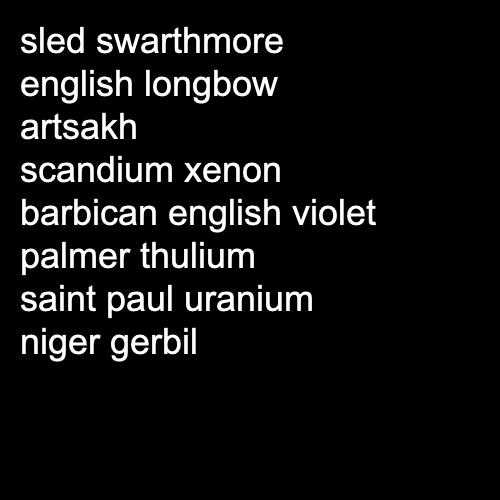 sled swarthmore
english longbow
artsakh
scandium xenon
barbican english violet
palmer thulium
saint paul uranium
niger gerbil